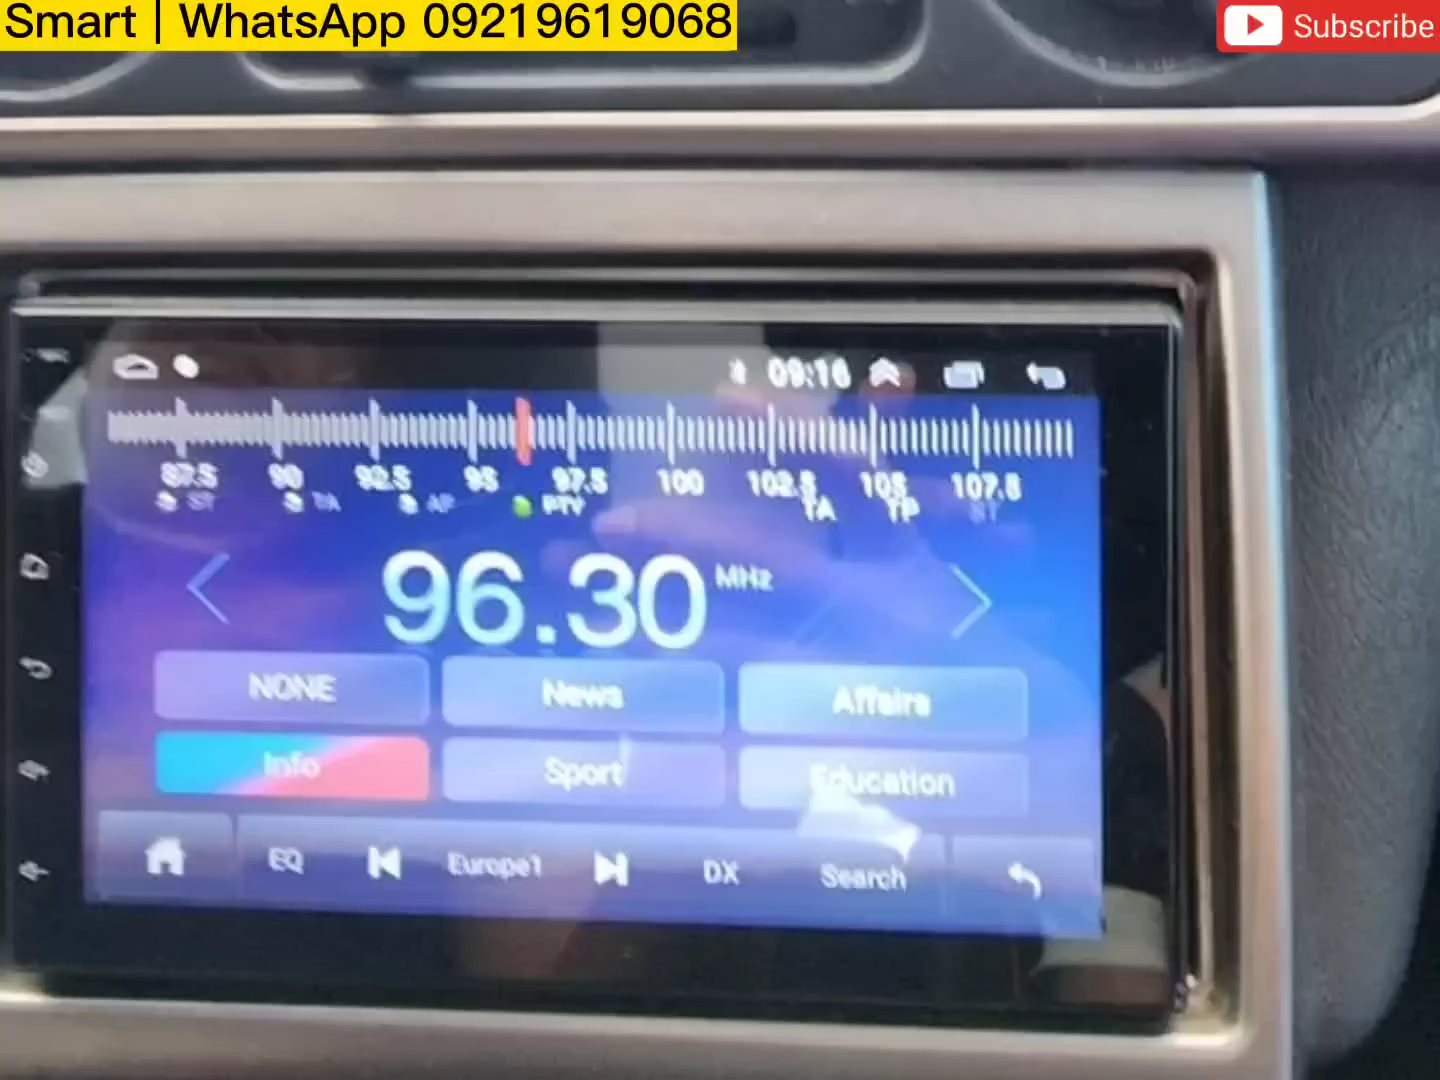 Smart | WhatsApp 09219619068
Subscribe
09:16
87.5 90 92.5 95 97.5 100 102.5 105 107.5
ST TA AF PTY TA TP ST
96.30 MHz
NONE News Affairs
Info Sport Education
EQ Europe1 DX Search